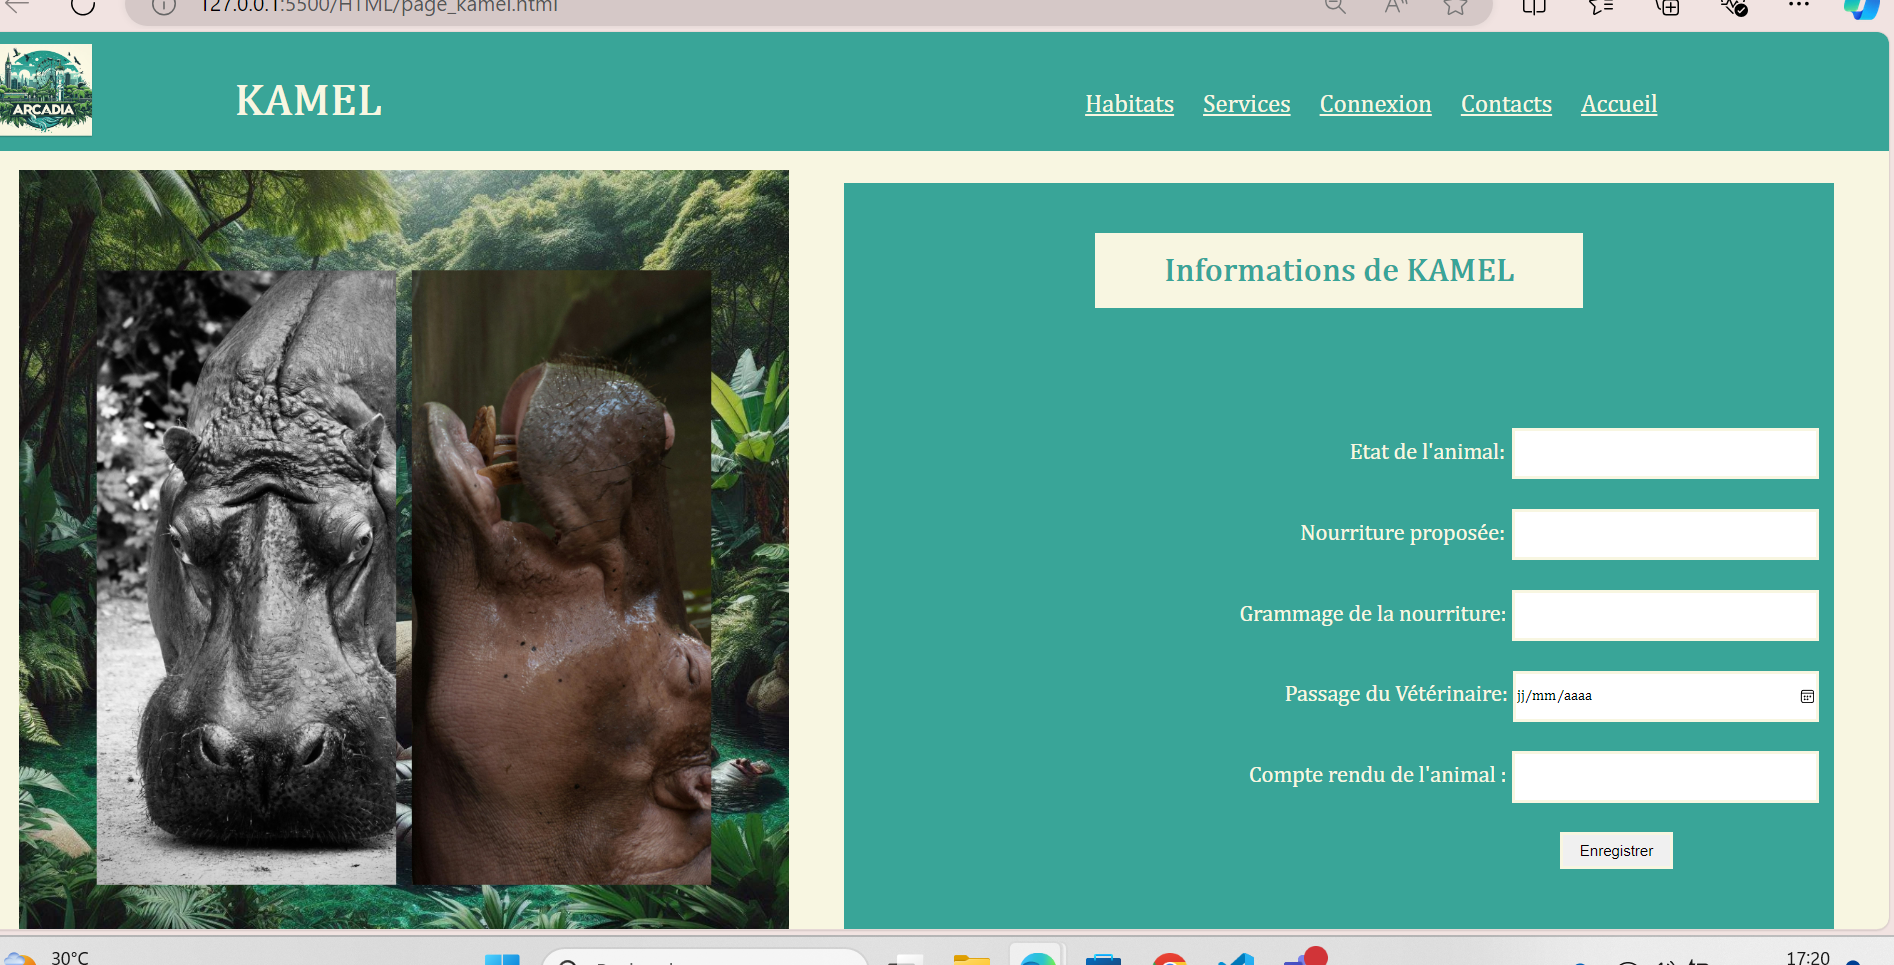 127.0.0.1:5500/HTML/page_kamel.html
ARCADIA
KAMEL
Habitats Services Connexion Contacts Accueil
Informations de KAMEL
Etat de l'animal:
Nourriture proposée:
Grammage de la nourriture:
Passage du Vétérinaire: jj/mm/aaaa
Compte rendu de l'animal :
Enregistrer
30°C
17:20